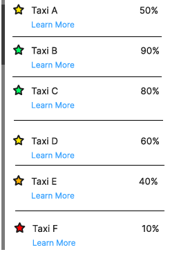 Taxi A 50%
Learn More
Taxi B 90%
Learn More
Taxi C 80%
Learn More
Taxi D 60%
Learn More
Taxi E 40%
Learn More
Taxi F 10%
Learn More